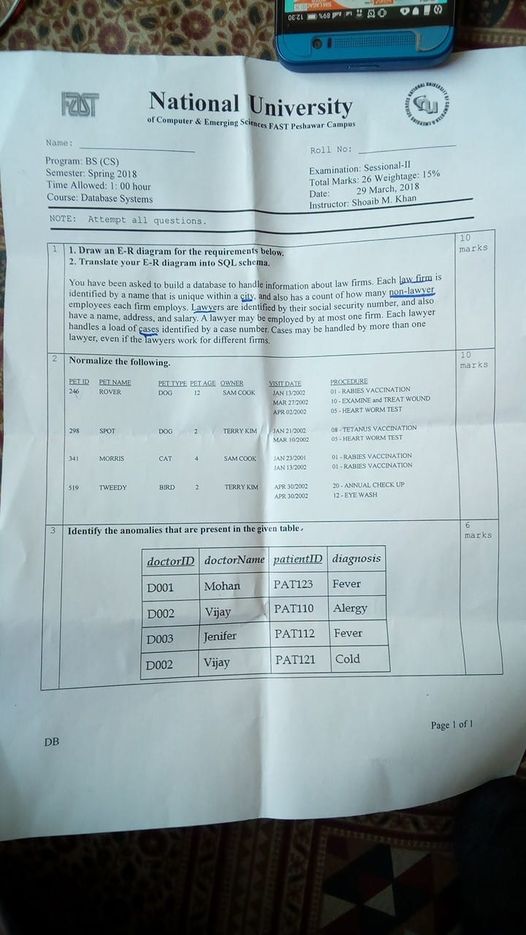 12:30
89%
FAST
National University
of Computer & Emerging Sciences FAST Peshawar Campus
Name:
Roll No:
Program: BS (CS)
Semester: Spring 2018
Time Allowed: 1: 00 hour
Course: Database Systems
Examination: Sessional-II
Total Marks: 26 Weightage: 15%
Date: 29 March, 2018
Instructor: Shoaib M. Khan
NOTE: Attempt all questions.
1
1. Draw an E-R diagram for the requirements below.
2. Translate your E-R diagram into SQL schema.
10 marks
You have been asked to build a database to handle information about law firms. Each law firm is
identified by a name that is unique within a city, and also has a count of how many non-lawyer
employees each firm employs. Lawyers are identified by their social security number, and also
have a name, address, and salary. A lawyer may be employed by at most one firm. Each lawyer
handles a load of cases identified by a case number. Cases may be handled by more than one
lawyer, even if the lawyers work for different firms.
2 Normalize the following.
10 marks
PET ID PET NAME PET TYPE PET AGE OWNER VISIT DATE PROCEDURE
246 ROVER DOG 12 SAM COOK JAN 13/2002 01 - RABIES VACCINATION
MAR 27/2002 10 - EXAMINE and TREAT WOUND
APR 02/2002 05 - HEART WORM TEST
298 SPOT DOG 2 TERRY KIM JAN 21/2002 08 - TETANUS VACCINATION
MAR 10/2002 05 - HEART WORM TEST
341 MORRIS CAT 4 SAM COOK JAN 23/2001 01 - RABIES VACCINATION
JAN 13/2002 01 - RABIES VACCINATION
519 TWEEDY BIRD 2 TERRY KIM APR 30/2002 20 - ANNUAL CHECK UP
APR 30/2002 12 - EYE WASH
3 Identify the anomalies that are present in the given table.
6 marks
doctorID doctorName patientID diagnosis
D001 Mohan PAT123 Fever
D002 Vijay PAT110 Alergy
D003 Jenifer PAT112 Fever
D002 Vijay PAT121 Cold
DB
Page 1 of 1